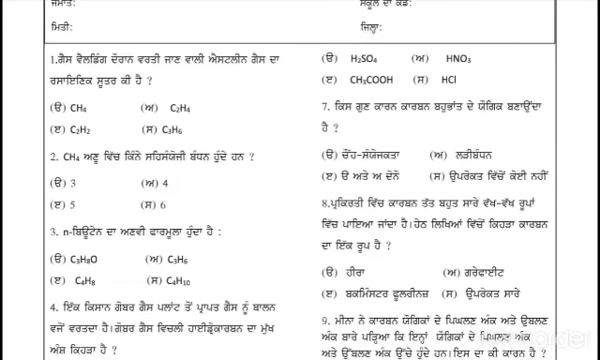 ਜਮਾਤ:
ਸਕੂਲ ਦਾ ਕੋਡ:
ਮਿਤੀ:
ਜ਼ਿਲ੍ਹਾ:
1.ਗੈਸ ਵੈਲਡਿੰਗ ਦੌਰਾਨ ਵਰਤੀ ਜਾਣ ਵਾਲੀ ਐਸਟਲੀਨ ਗੈਸ ਦਾ
ਰਸਾਇਣਿਕ ਸੂਤਰ ਕੀ ਹੈ ?
(ੳ) CH₄ (ਅ) C₂H₄
(ੲ) C₂H₂ (ਸ) C₃H₆
2. CH₄ ਅਣੂ ਵਿੱਚ ਕਿੰਨੇ ਸਹਿਸੰਯੋਜੀ ਬੰਧਨ ਹੁੰਦੇ ਹਨ ?
(ੳ) 3 (ਅ) 4
(ੲ) 5 (ਸ) 6
3. n-ਬਿਊਟੇਨ ਦਾ ਅਣਵੀ ਫਾਰਮੂਲਾ ਹੁੰਦਾ ਹੈ :
(ੳ) C₃H₈O (ਅ) C₃H₆
(ੲ) C₄H₈ (ਸ) C₄H₁₀
4. ਇੱਕ ਕਿਸਾਨ ਗੋਬਰ ਗੈਸ ਪਲਾਂਟ ਤੋਂ ਪ੍ਰਾਪਤ ਗੈਸ ਨੂੰ ਬਾਲਨ
ਵਜੋਂ ਵਰਤਦਾ ਹੈ।ਗੋਬਰ ਗੈਸ ਵਿਚਲੀ ਹਾਈਡ੍ਰੋਕਾਰਬਨ ਦਾ ਮੁੱਖ
ਅੰਸ਼ ਕਿਹੜਾ ਹੈ ?
(ੳ) H₂SO₄ (ਅ) HNO₃
(ੲ) CH₃COOH (ਸ) HCl
7. ਕਿਸ ਗੁਣ ਕਾਰਨ ਕਾਰਬਨ ਬਹੁਭਾਂਤ ਦੇ ਯੌਗਿਕ ਬਣਾਉਂਦਾ
ਹੈ ?
(ੳ) ਚੌਂਹ-ਸੰਯੋਜਕਤਾ (ਅ) ਲੜੀਬੰਧਨ
(ੲ) ੳ ਅਤੇ ਅ ਦੋਨੋ (ਸ) ਉਪਰੋਕਤ ਵਿੱਚੋਂ ਕੋਈ ਨਹੀਂ
8.ਪ੍ਰਕਿਰਤੀ ਵਿੱਚ ਕਾਰਬਨ ਤੱਤ ਬਹੁਤ ਸਾਰੇ ਵੱਖ-ਵੱਖ ਰੂਪਾਂ
ਵਿੱਚ ਪਾਇਆ ਜਾਂਦਾ ਹੈ।ਹੇਠ ਲਿਖਿਆਂ ਵਿੱਚੋਂ ਕਿਹੜਾ ਕਾਰਬਨ
ਦਾ ਇੱਕ ਰੂਪ ਹੈ ?
(ੳ) ਹੀਰਾ (ਅ) ਗਰੇਫਾਈਟ
(ੲ) ਬਕਮਿੰਸਟਰ ਫੂਲਰੀਨਜ਼ (ਸ) ਉਪਰੋਕਤ ਸਾਰੇ
9. ਮੀਨਾ ਨੇ ਕਾਰਬਨ ਯੌਗਿਕਾਂ ਦੇ ਪਿਘਲਣ ਅੰਕ ਅਤੇ ਉਬਲਣ
ਅੰਕ ਬਾਰੇ ਪੜ੍ਹਿਆ ਕਿ ਇਨ੍ਹਾਂ ਯੌਗਿਕਾਂ ਦੇ ਪਿਘਲਣ ਅੰਕ
ਅਤੇ ਉੱਬਲਣ ਅੰਕ ਉੱਚੇ ਹੁੰਦੇ ਹਨ।ਇਸ ਦਾ ਕੀ ਕਾਰਨ ਹੈ ?